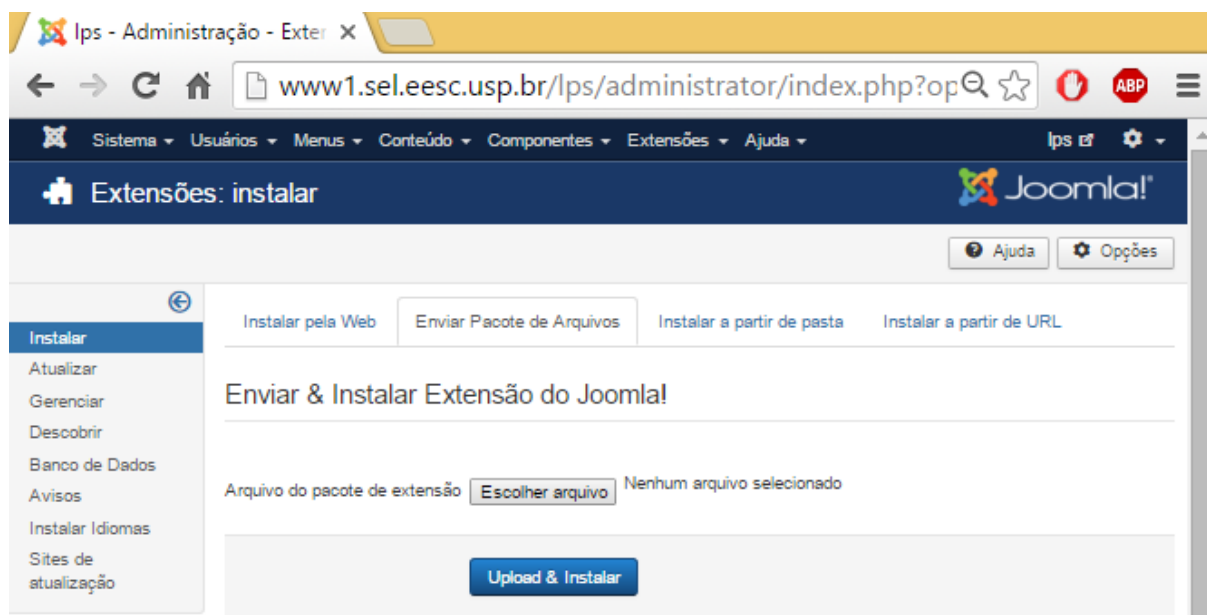 lps - Administração - Exter
www1.sel.eesc.usp.br/lps/administrator/index.php?op
ABP
Sistema Usuários Menus Conteúdo Componentes Extensões Ajuda lps
Extensões: instalar Joomla!®
Ajuda Opções
Instalar pela Web Enviar Pacote de Arquivos Instalar a partir de pasta Instalar a partir de URL
Instalar
Atualizar
Gerenciar
Descobrir
Banco de Dados
Avisos
Instalar Idiomas
Sites de
atualização
Enviar & Instalar Extensão do Joomla!
Arquivo do pacote de extensão Escolher arquivo Nenhum arquivo selecionado
Upload & Instalar